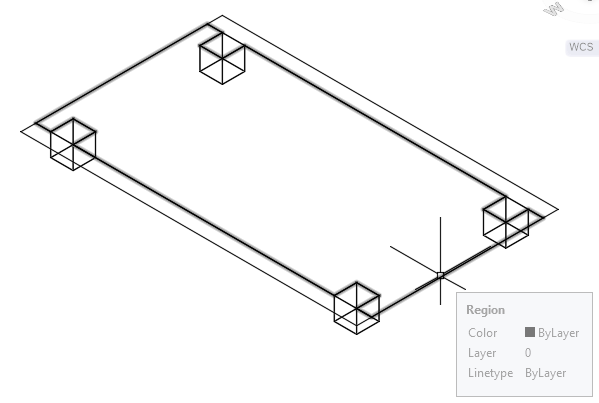 W
WCS
Region
Color ByLayer
Layer 0
Linetype ByLayer